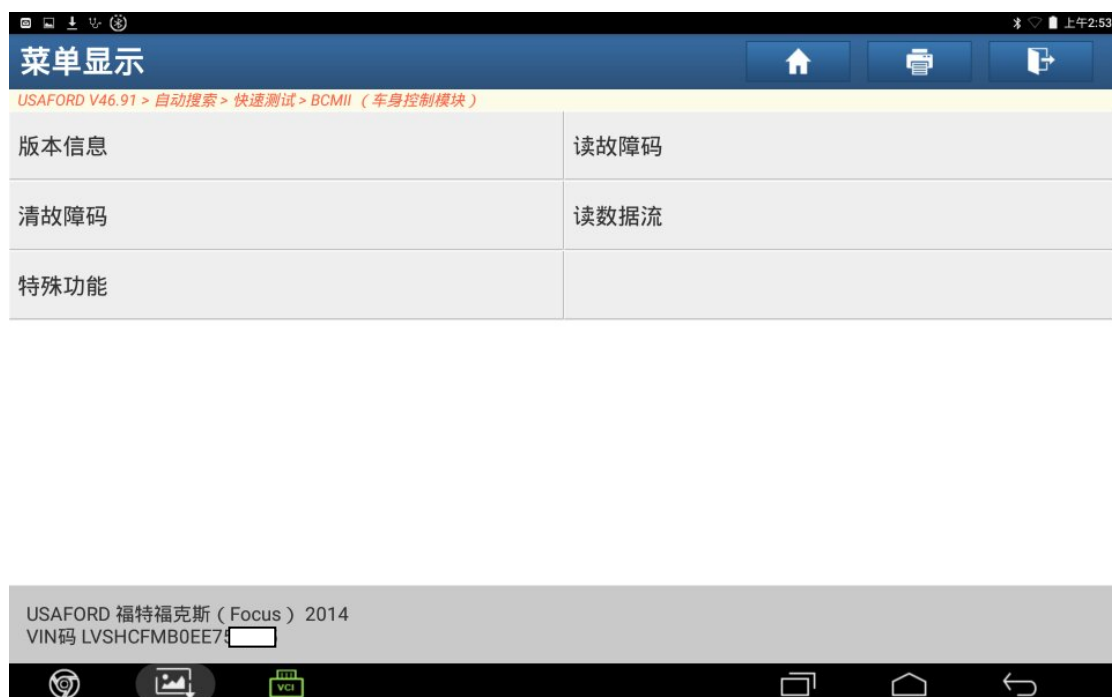 上午2:53
菜单显示
USAFORD V46.91 > 自动搜索 > 快速测试 > BCMII （车身控制模块）
版本信息
读故障码
清故障码
读数据流
特殊功能
USAFORD 福特福克斯（Focus） 2014
VIN码 LVSHCFMB0EE75
VCI